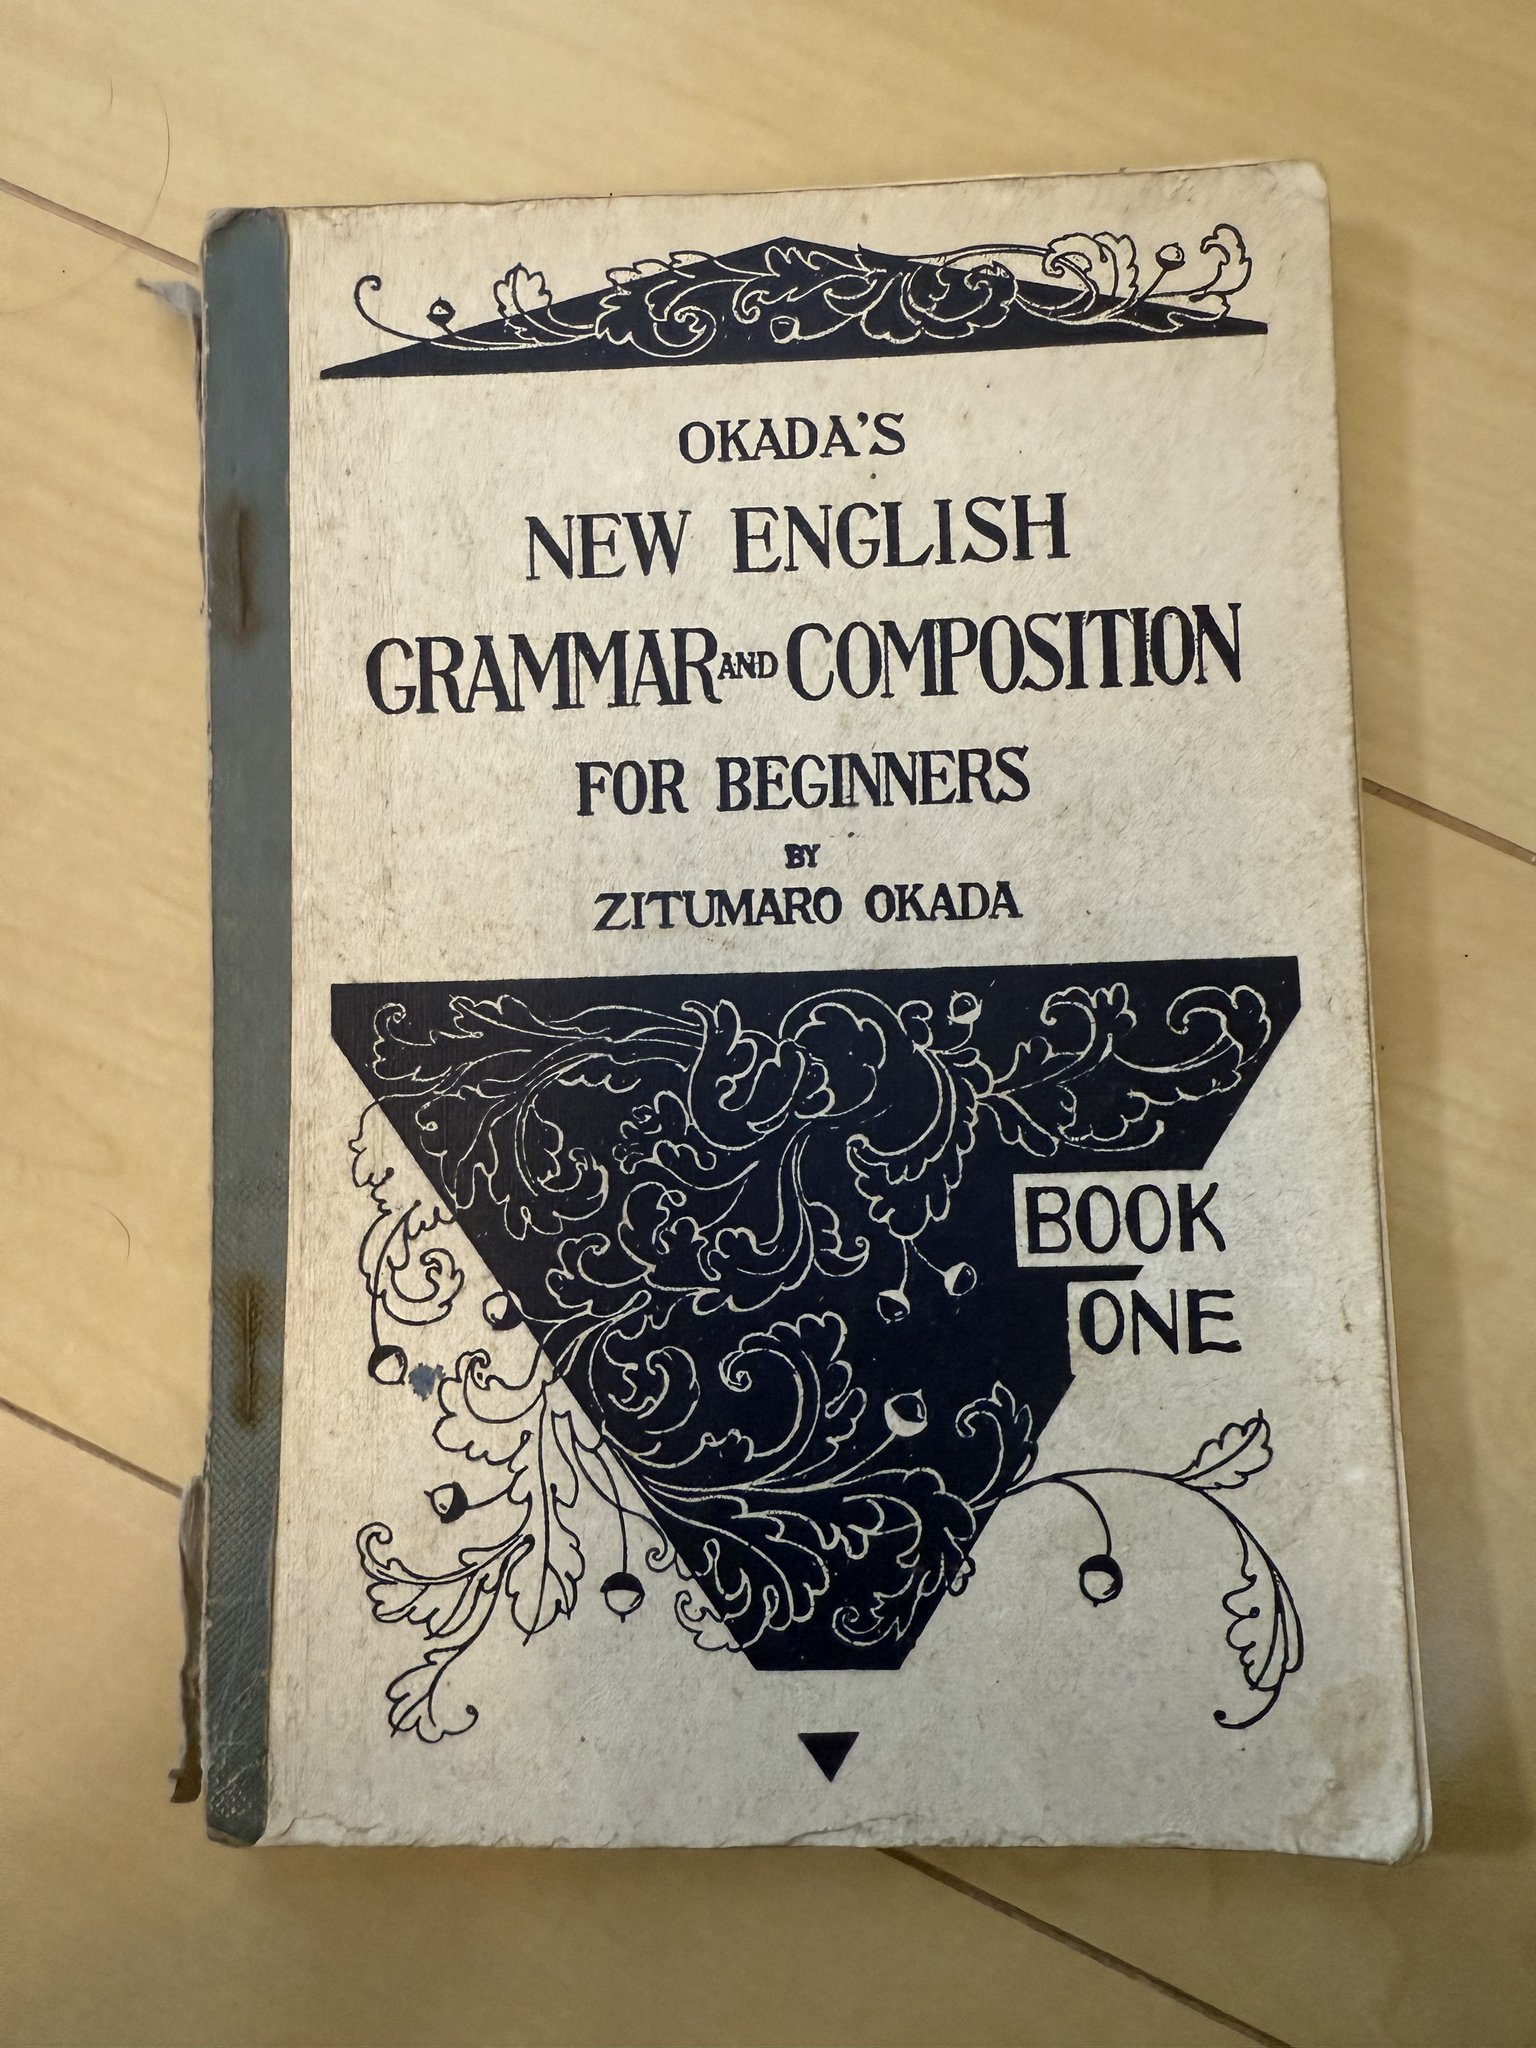 OKADA'S
NEW ENGLISH
GRAMMAR AND COMPOSITION
FOR BEGINNERS
BY
ZITUMARO OKADA
BOOK
ONE